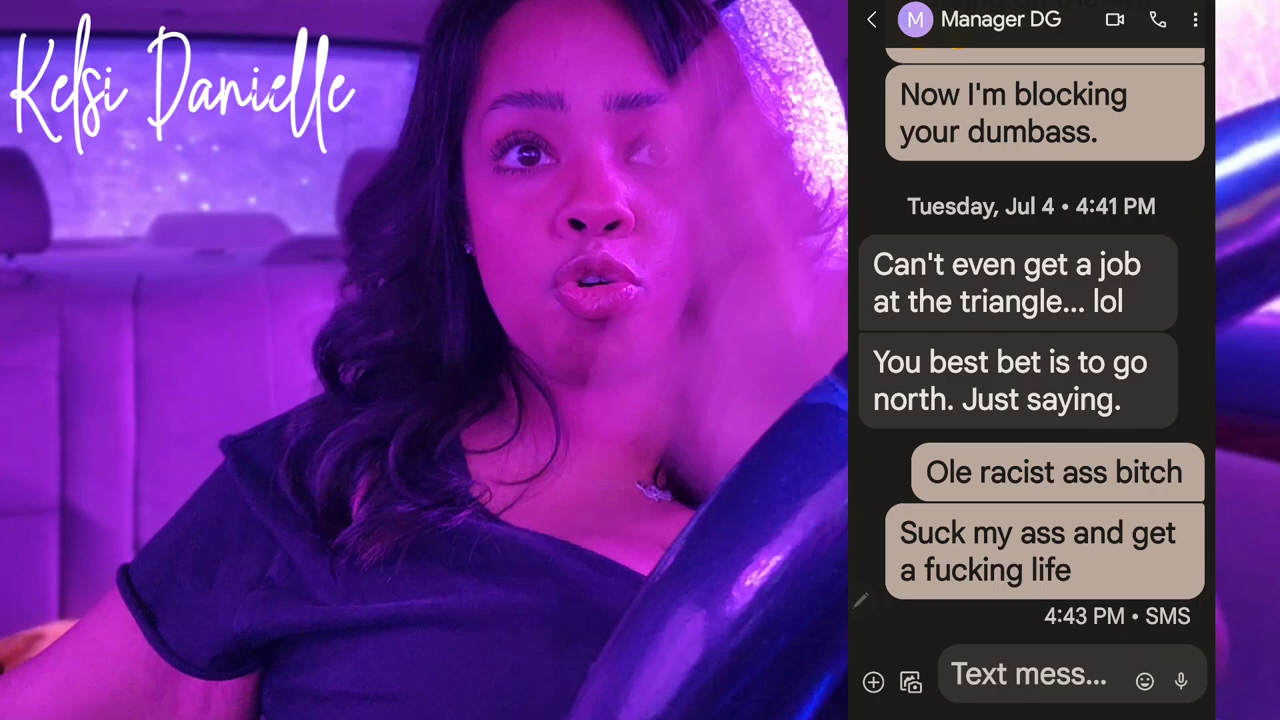 Kelsi Danielle
M Manager DG
Now I'm blocking
your dumbass.
Tuesday, Jul 4 • 4:41 PM
Can't even get a job
at the triangle... lol
You best bet is to go
north. Just saying.
Ole racist ass bitch
Suck my ass and get
a fucking life
4:43 PM • SMS
Text mess...